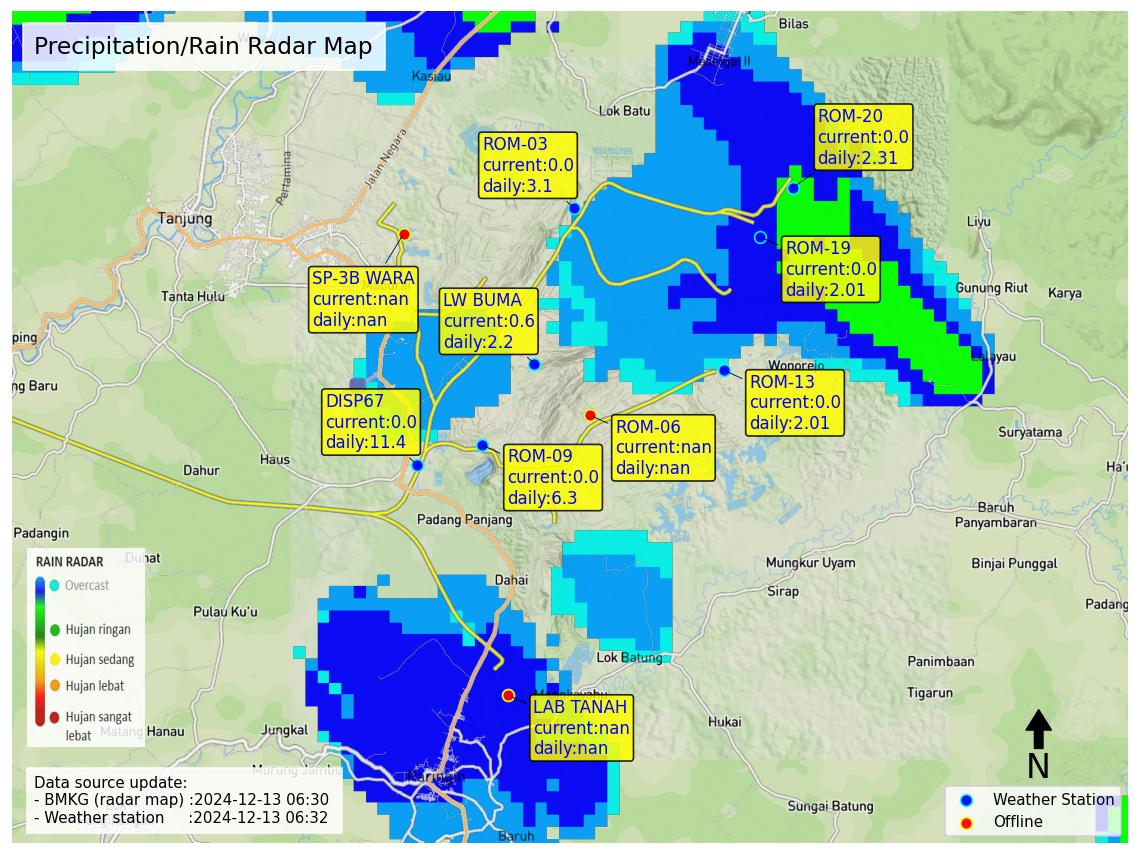 Precipitation/Rain Radar Map
Bilas
Kasiau
Lok Batu
Jalan Negara
Pertamina
Tanjung
Tanta Hulu
ROM-03
current:0.0
daily:3.1
ROM-20
current:0.0
daily:2.31
Liyu
ROM-19
current:0.0
daily:2.01
Gunung Riut
Karya
SP-3B WARA
current:nan
daily:nan
LW BUMA
current:0.6
daily:2.2
ping
ng Baru
Wonorejo
Lalayau
ROM-13
current:0.0
daily:2.01
DISP67
current:0.0
daily:11.4
ROM-06
current:nan
daily:nan
Suryatama
Haus
Dahur
ROM-09
current:0.0
daily:6.3
Ha'u
Padang Panjang
Baruh
Panyambaran
Padangin
Duhat
Mungkur Uyam
Binjai Punggal
Dahai
Sirap
Padang
Pulau Ku'u
RAIN RADAR
Overcast
Hujan ringan
Hujan sedang
Hujan lebat
Hujan sangat
lebat
Lok Batung
Panimbaan
Tigarun
LAB TANAH
current:nan
daily:nan
Hukai
Matang Hanau
Jungkal
Murung Jambu
Paringin
Baruh
Sungai Batung
Data source update:
- BMKG (radar map) :2024-12-13 06:30
- Weather station :2024-12-13 06:32
N
Weather Station
Offline